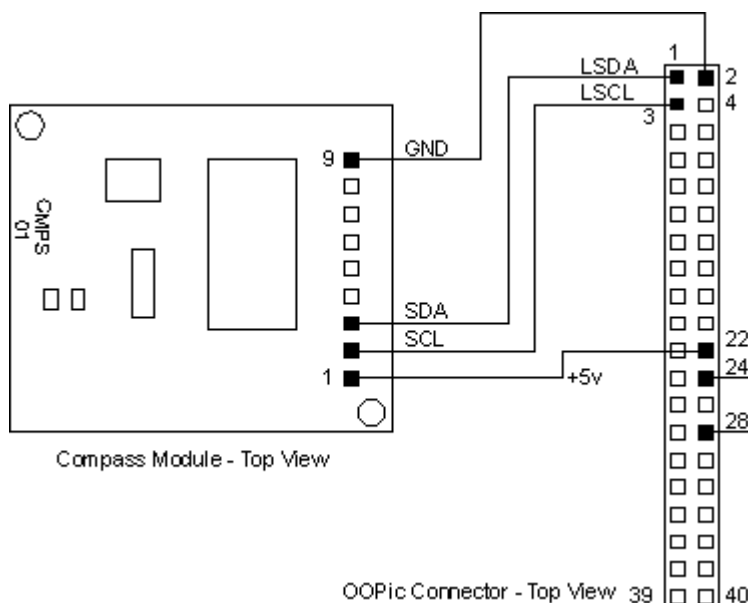 1
LSDA
2
LSCL
4
3
9
GND
CMPS
01
SDA
SCL
22
1
+5v
24
28
Compass Module - Top View
OOPic Connector - Top View
39
40